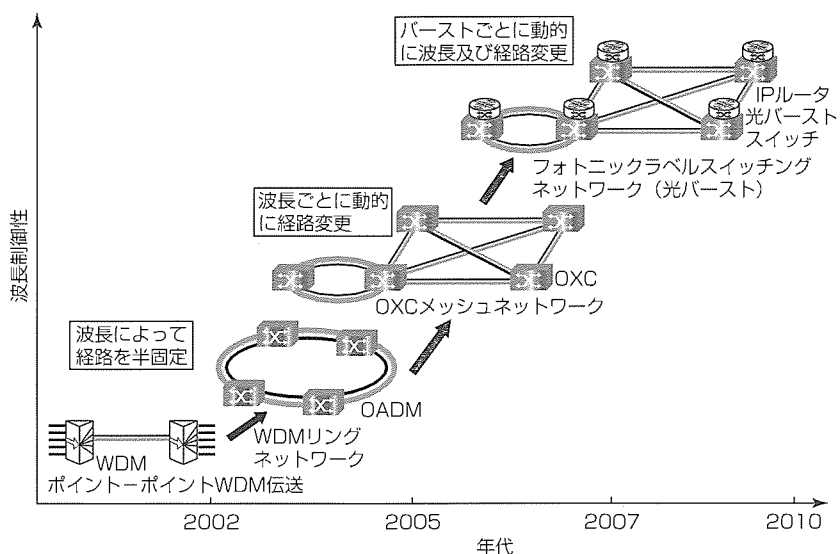 バーストごとに動的
に波長及び経路変更
IPルータ
光バースト
スイッチ
フォトニックラベルスイッチング
ネットワーク（光バースト）
波長ごとに動的
に経路変更
OXC
OXCメッシュネットワーク
波長によって
経路を半固定
OADM
WDMリング
ネットワーク
WDM
ポイントーポイントWDM伝送
波長制御性
2002
2005
2007
2010
年代